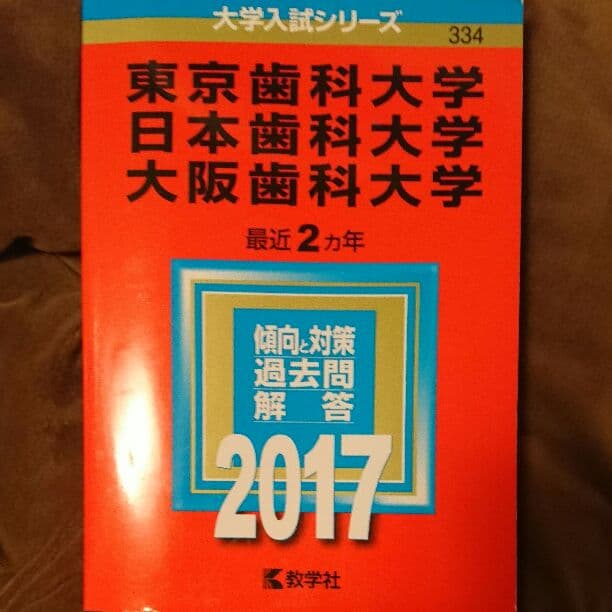 大学入試シリーズ
334
東京歯科大学
日本歯科大学
大阪歯科大学
最近2ヵ年
傾向と対策
過去問
解答
2017
教学社